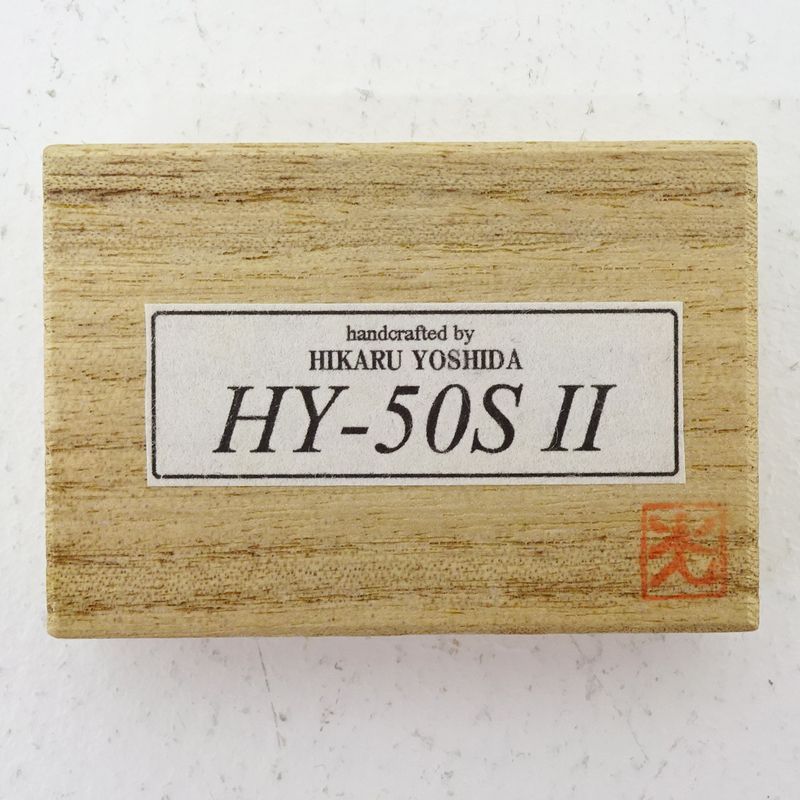 handcrafted by
HIKARU YOSHIDA
HY-50S II
光